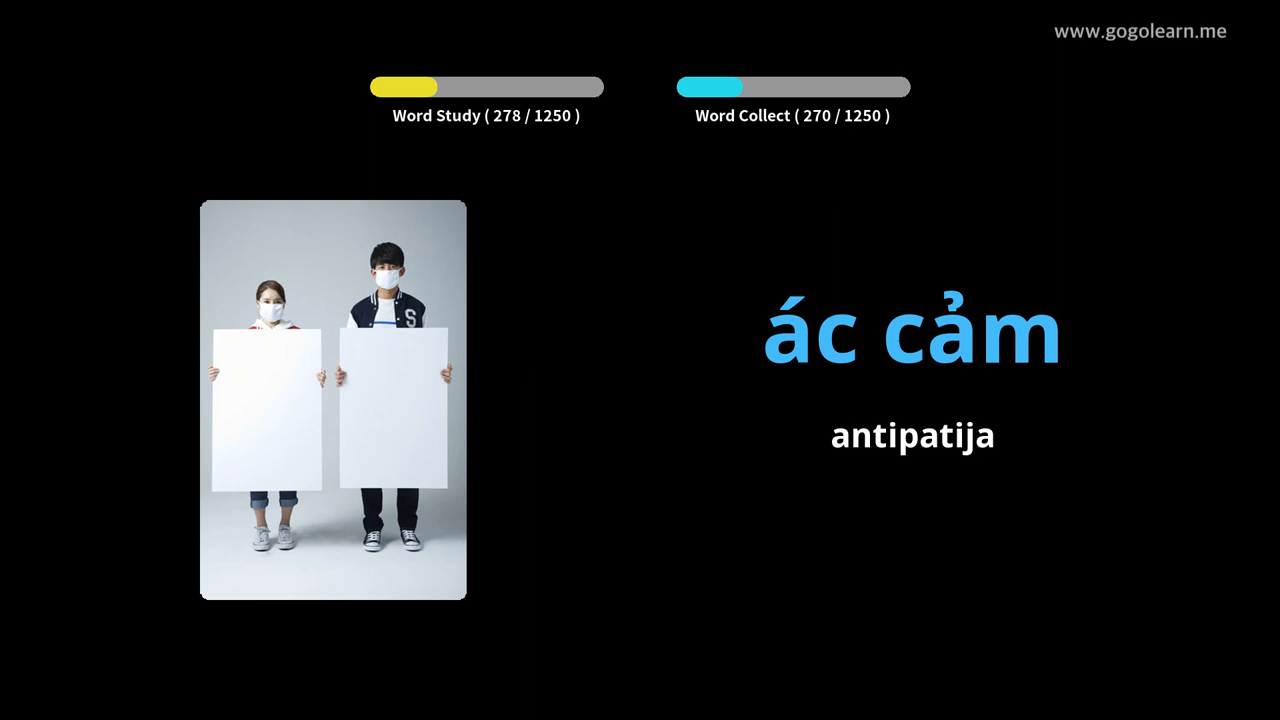 www.gogolearn.me
Word Study ( 278 / 1250 )
Word Collect ( 270 / 1250 )
S
ác cảm
antipatija